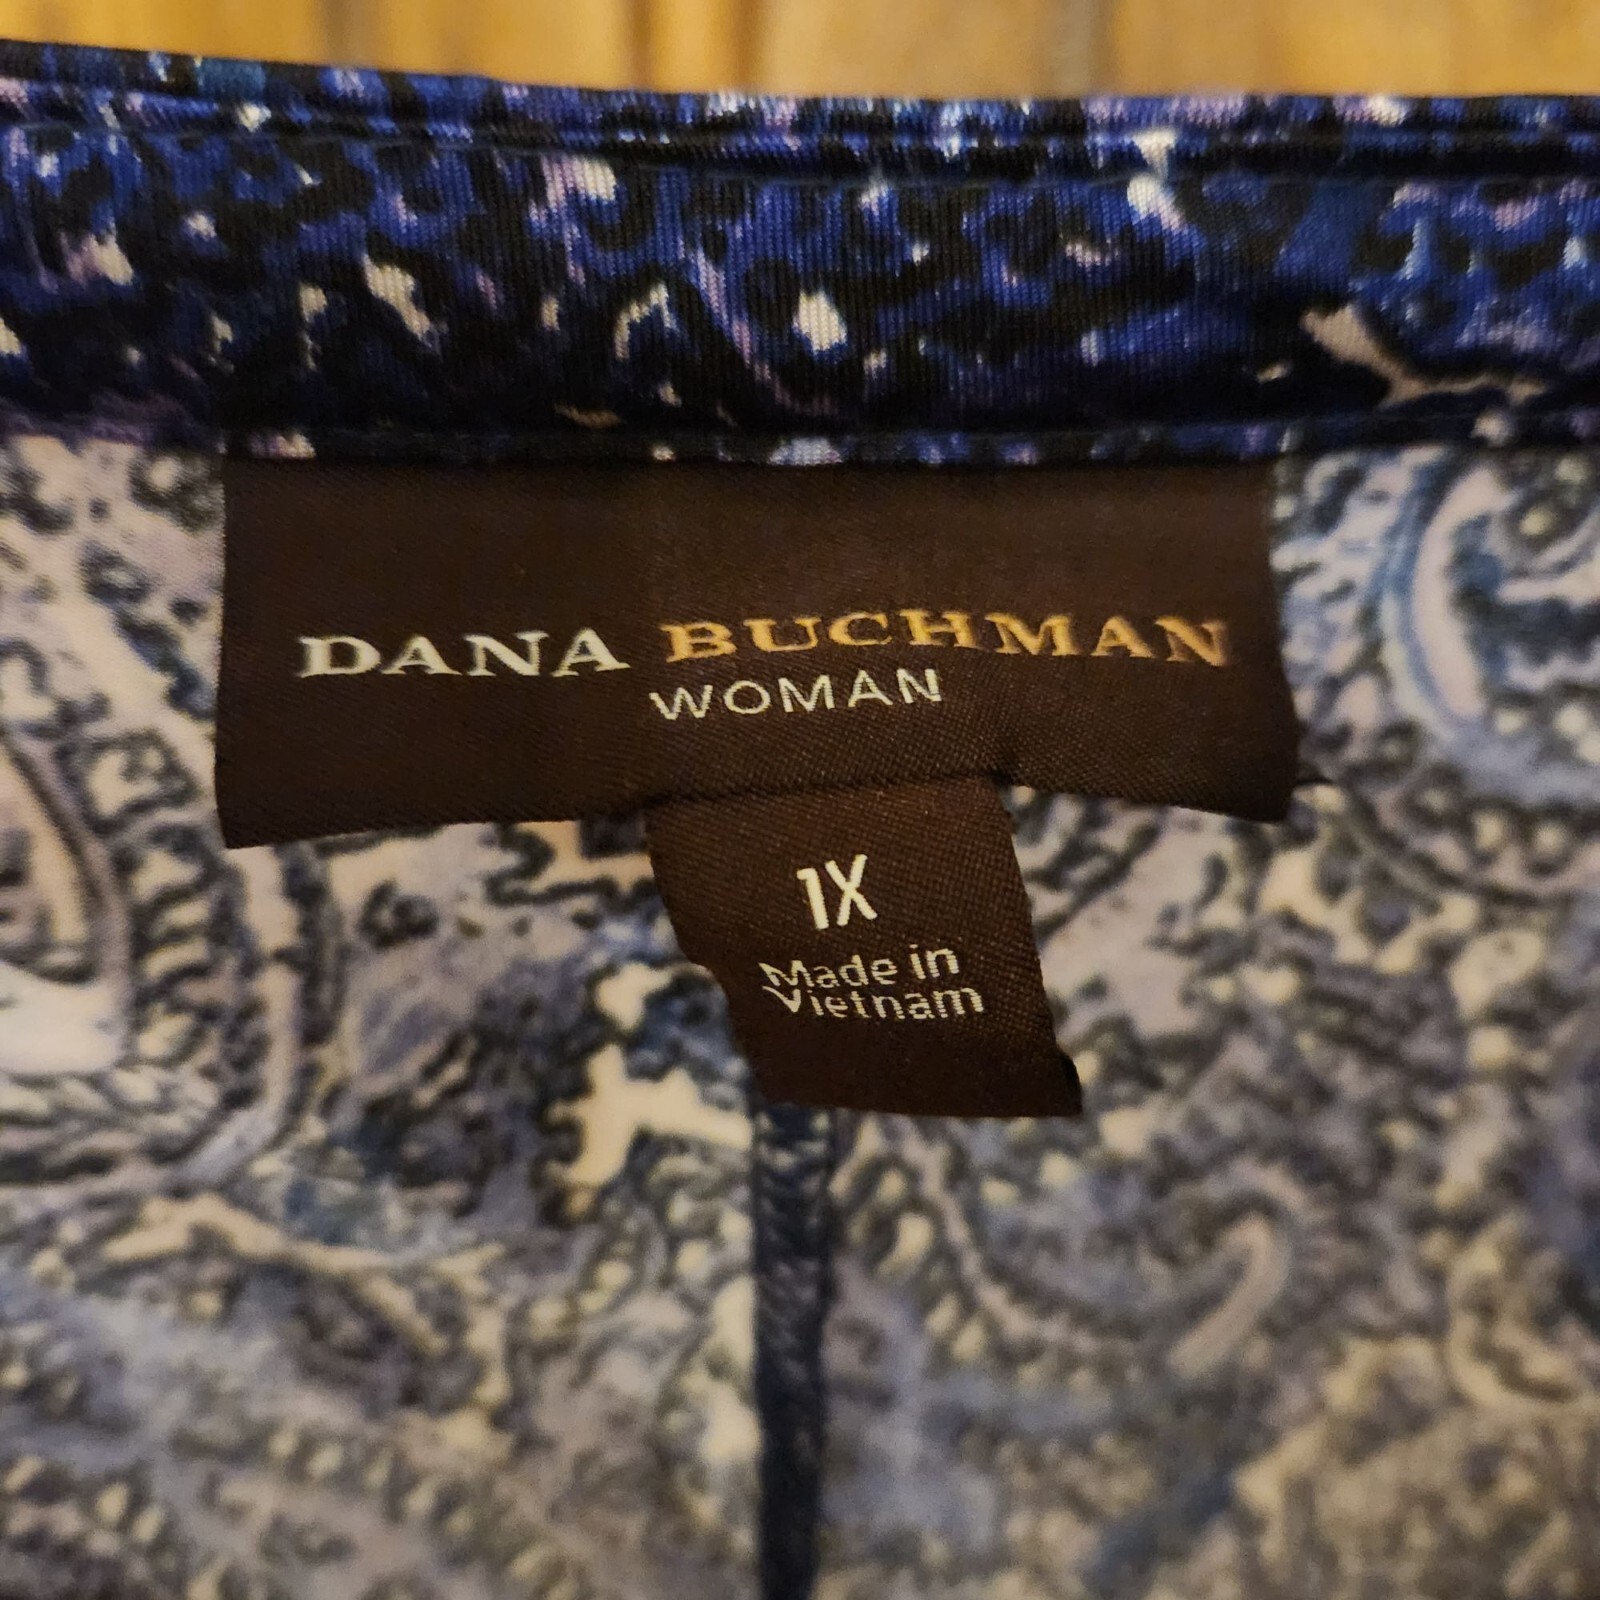 DANA BUCHMAN
WOMAN
1X
Made in
Vietnam